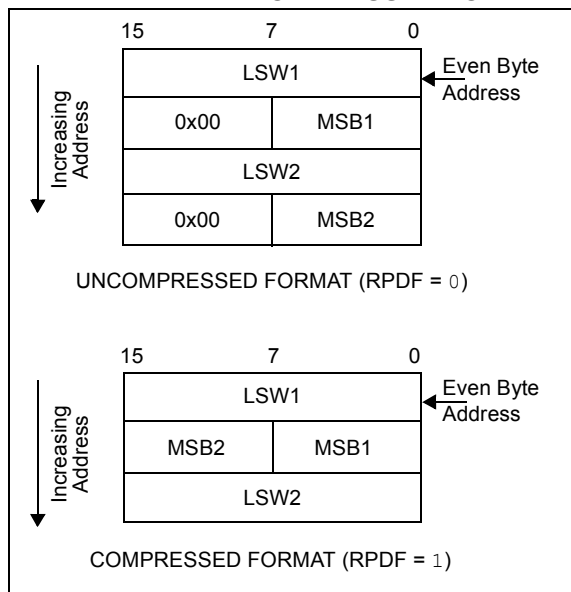 15 7 0
LSW1
Even Byte
Address
0x00 MSB1
LSW2
0x00 MSB2
Increasing
Address
UNCOMPRESSED FORMAT (RPDF = 0)
15 7 0
LSW1
Even Byte
Address
MSB2 MSB1
LSW2
Increasing
Address
COMPRESSED FORMAT (RPDF = 1)